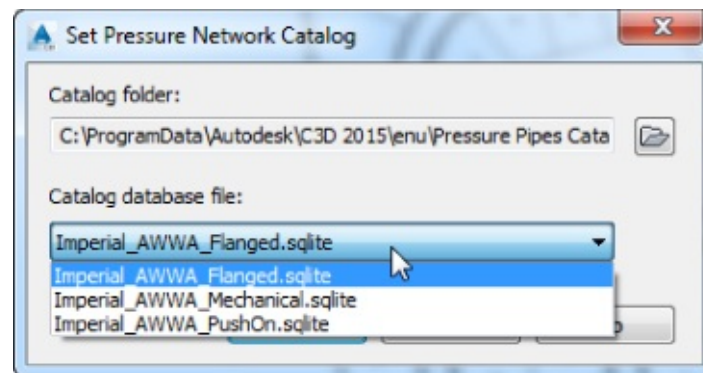 Set Pressure Network Catalog
Catalog folder:
C:\ProgramData\Autodesk\C3D 2015\enu\Pressure Pipes Cata
Catalog database file:
Imperial_AWWA_Flanged.sqlite
Imperial_AWWA_Flanged.sqlite
Imperial_AWWA_Mechanical.sqlite
Imperial_AWWA_PushOn.sqlite